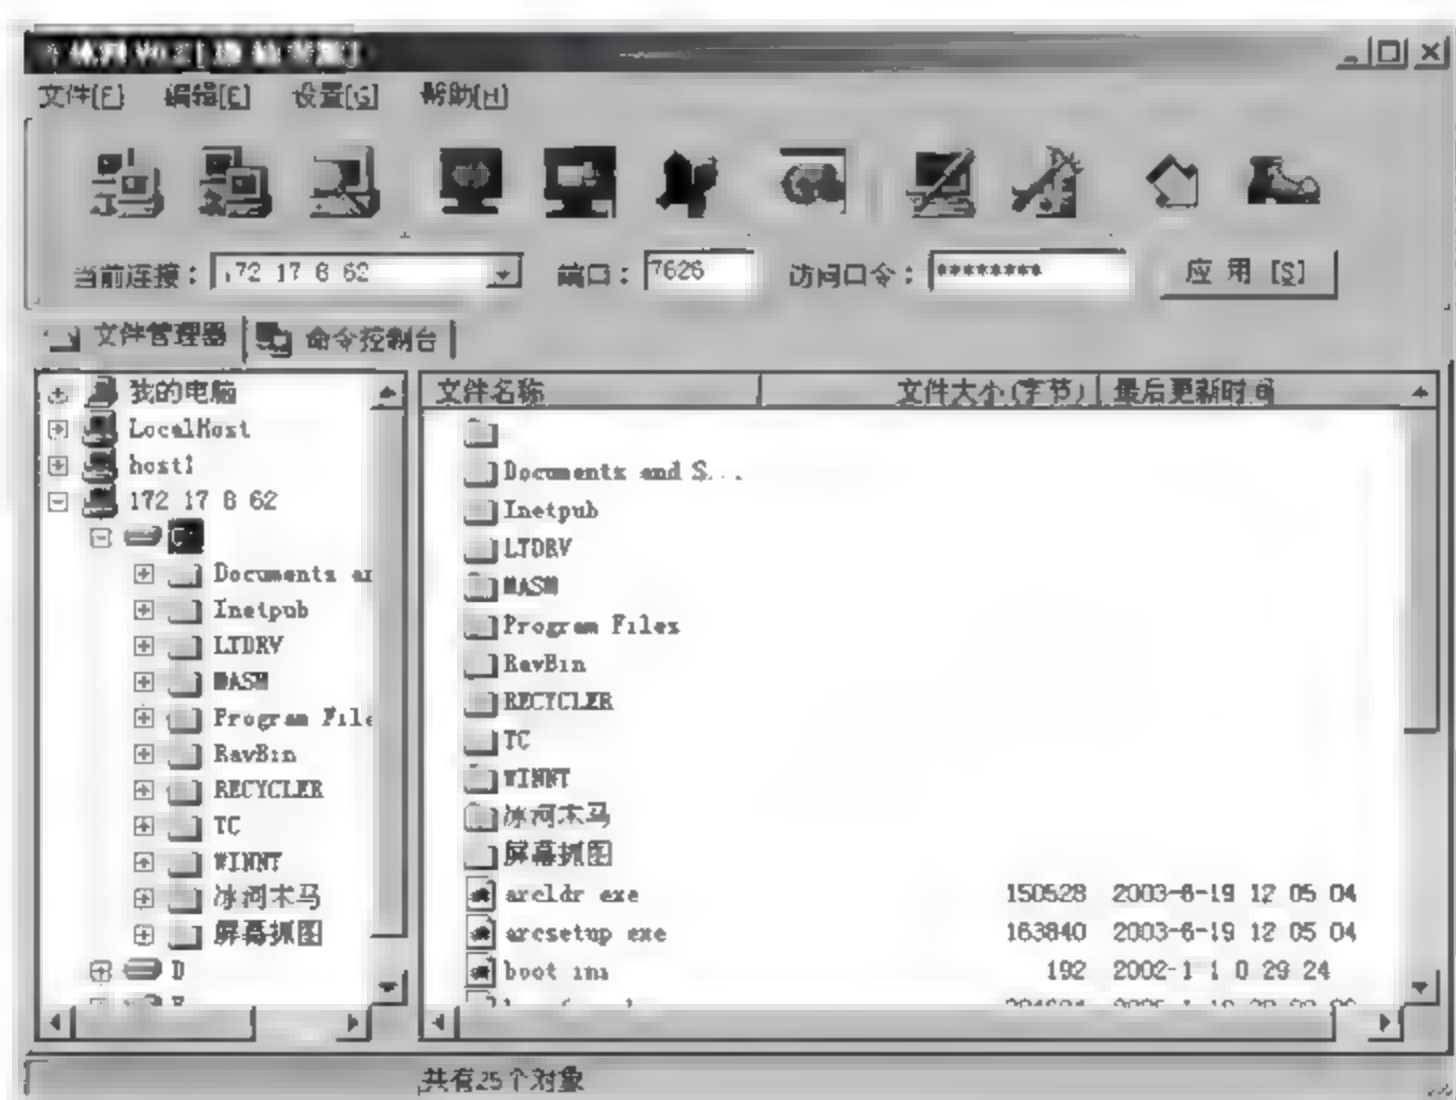 文件[F] 编辑[E] 设置[G] 帮助[H]
当前连接： 172 17 8 62 端口： 7626 访问口令： ******** 应 用 [S]
文件管理器 命令控制台
我的电脑
LocalHost
host1
172 17 8 62
Documents an
Inetpub
LTDRV
MASM
Program File
RavBin
RECYCLER
TC
WINNT
冰河木马
屏幕抓图
D
文件名称 文件大小(字节) 最后更新时间
Documents and S...
Inetpub
LTDRV
MASM
Program Files
RavBin
RECYCLER
TC
WINNT
冰河木马
屏幕抓图
arcldr exe 150528 2003-6-19 12 05 04
arcsetup exe 163840 2003-6-19 12 05 04
boot ini 192 2002-1-1 0 29 24
共有25个对象